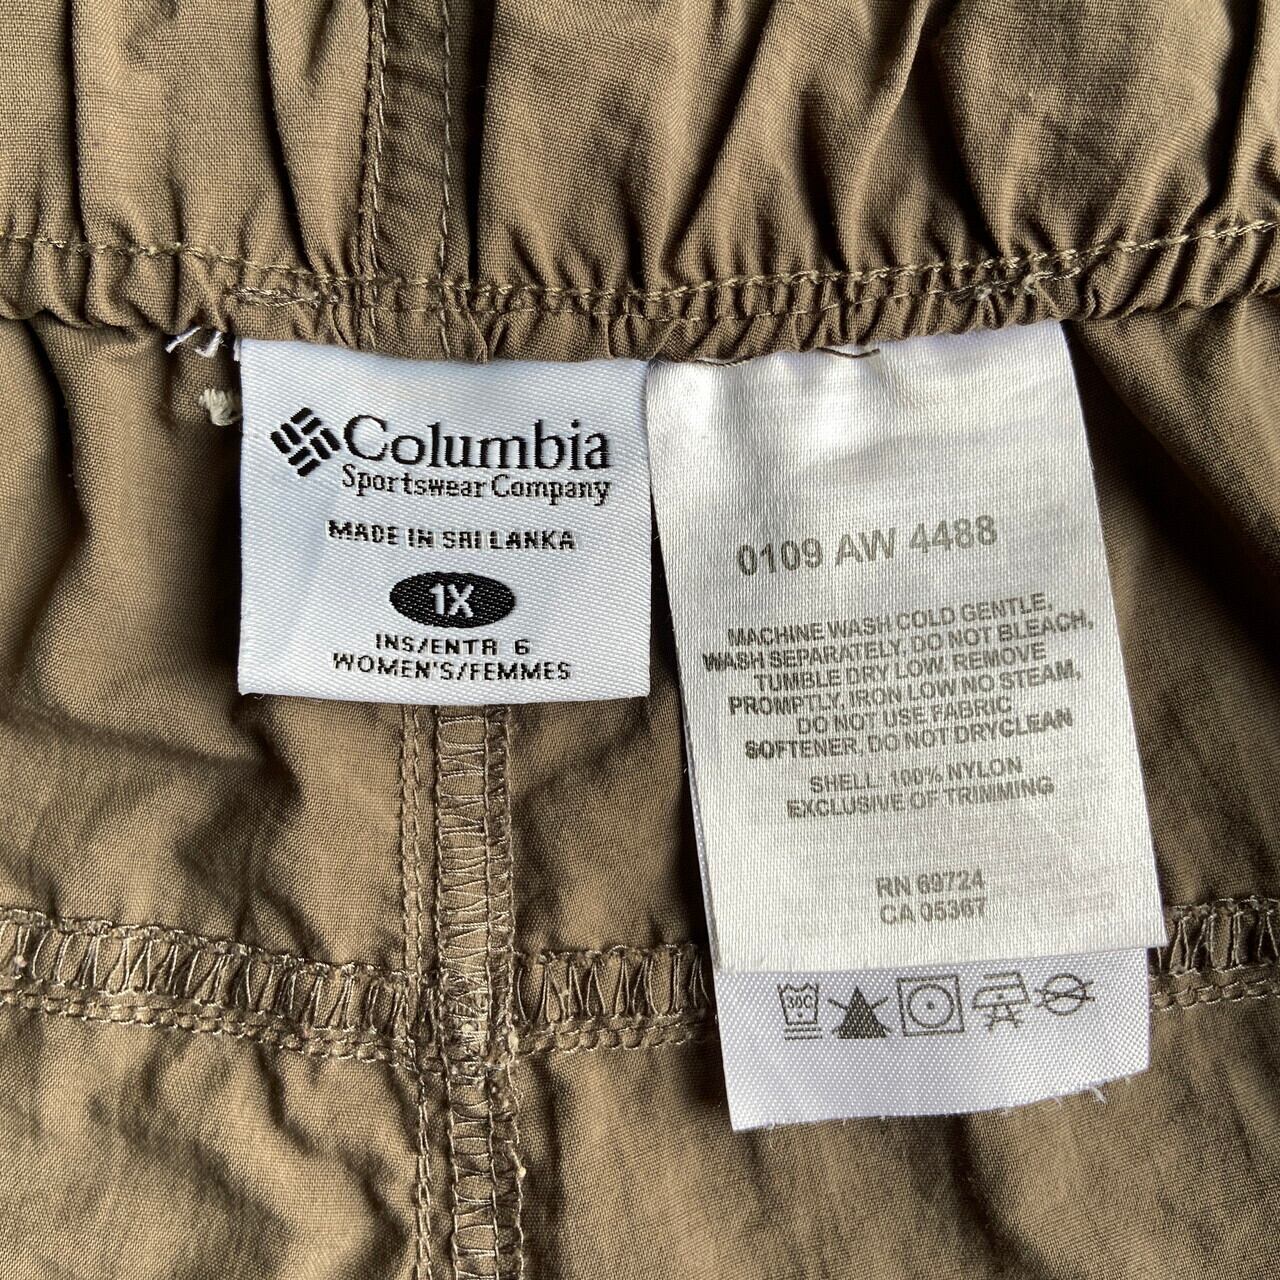 Columbia
Sportswear Company
MADE IN SRI LANKA
1X
INS/ENTR 6
WOMEN'S/FEMMES
0109 AW 4488
MACHINE WASH COLD GENTLE,
WASH SEPARATELY, DO NOT BLEACH,
TUMBLE DRY LOW, REMOVE
PROMPTLY, IRON LOW NO STEAM,
DO NOT USE FABRIC
SOFTENER, DO NOT DRYCLEAN
SHELL: 100% NYLON
EXCLUSIVE OF TRIMMING
RN 69724
CA 05367
30C